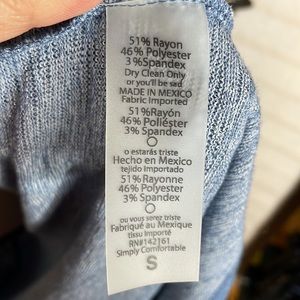 51% Rayon
46% Polyester
3% Spandex
Dry Clean Only
or you'll be sad
MADE IN MEXICO
Fabric Imported
51% Rayón
46% Poliéster
3% Spandex
o estarás triste
Hecho en Mexico
tejido Importado
51% Rayonne
46% Polyester
3% Spandex
ou vous serez triste
Fabriqué au Mexique
tissu Importé
RN#142161
Simply Comfortable
S